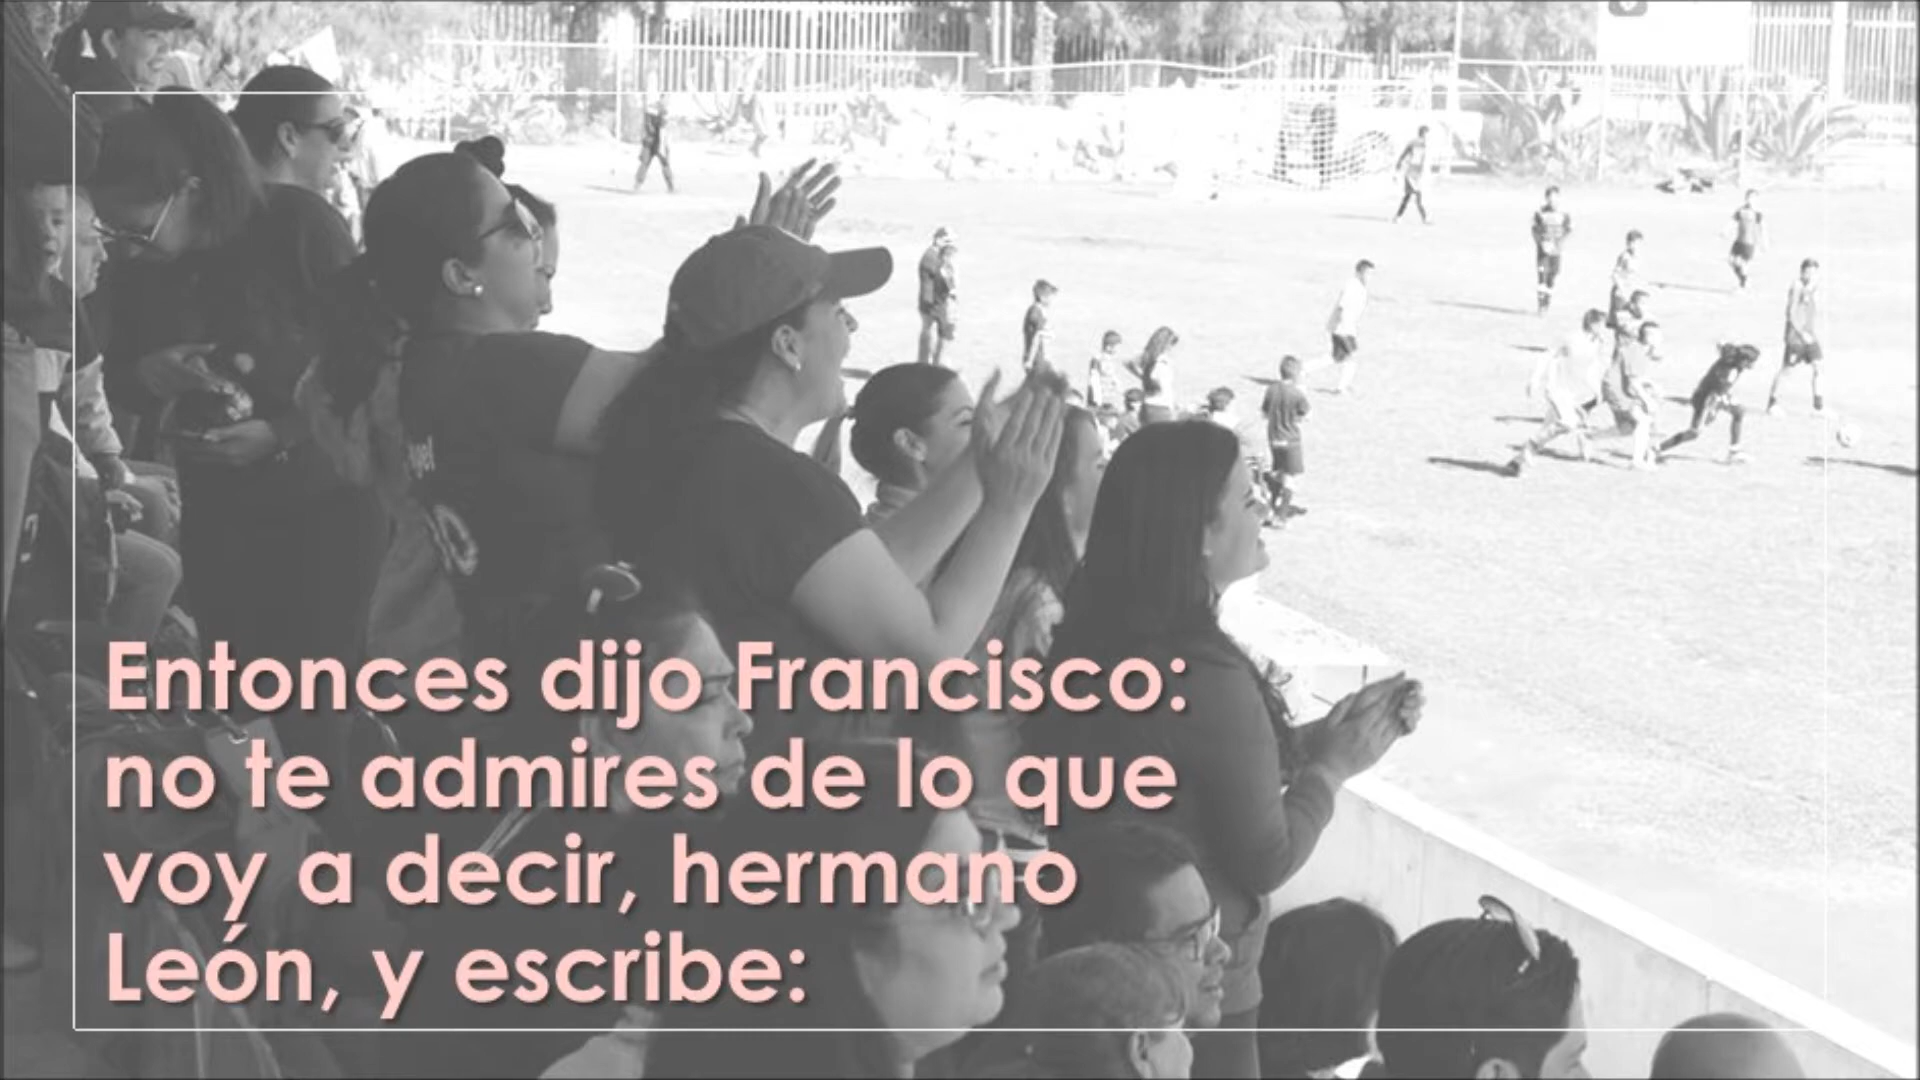 Entonces dijo Francisco:
no te admires de lo que
voy a decir, hermano
León, y escribe: